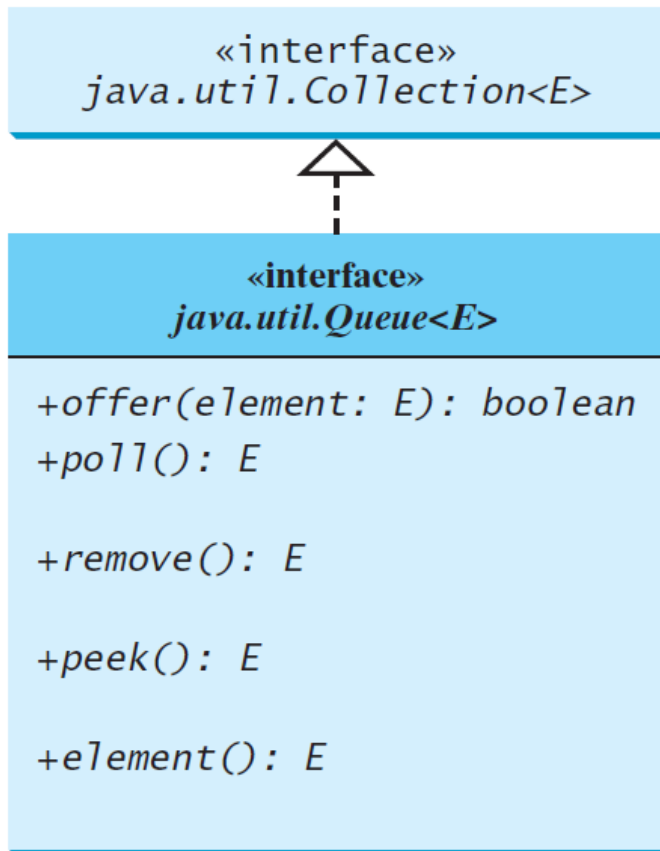 «interface»
java.util.Collection<E>
«interface»
java.util.Queue<E>
+offer(element: E): boolean
+poll(): E
+remove(): E
+peek(): E
+element(): E